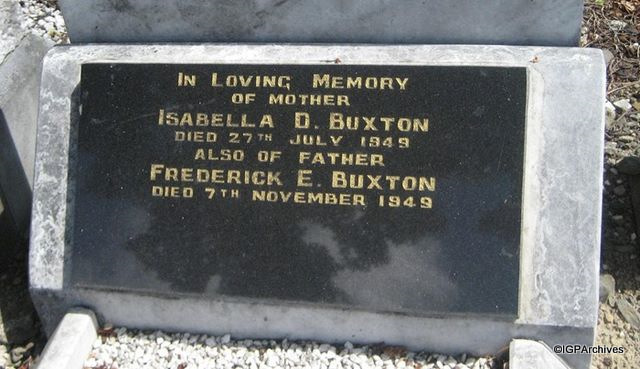 IN LOVING MEMORY
OF MOTHER
ISABELLA D. BUXTON
DIED 27TH JULY 1949
ALSO OF FATHER
FREDERICK E. BUXTON
DIED 7TH NOVEMBER 1949
©IGPArchives